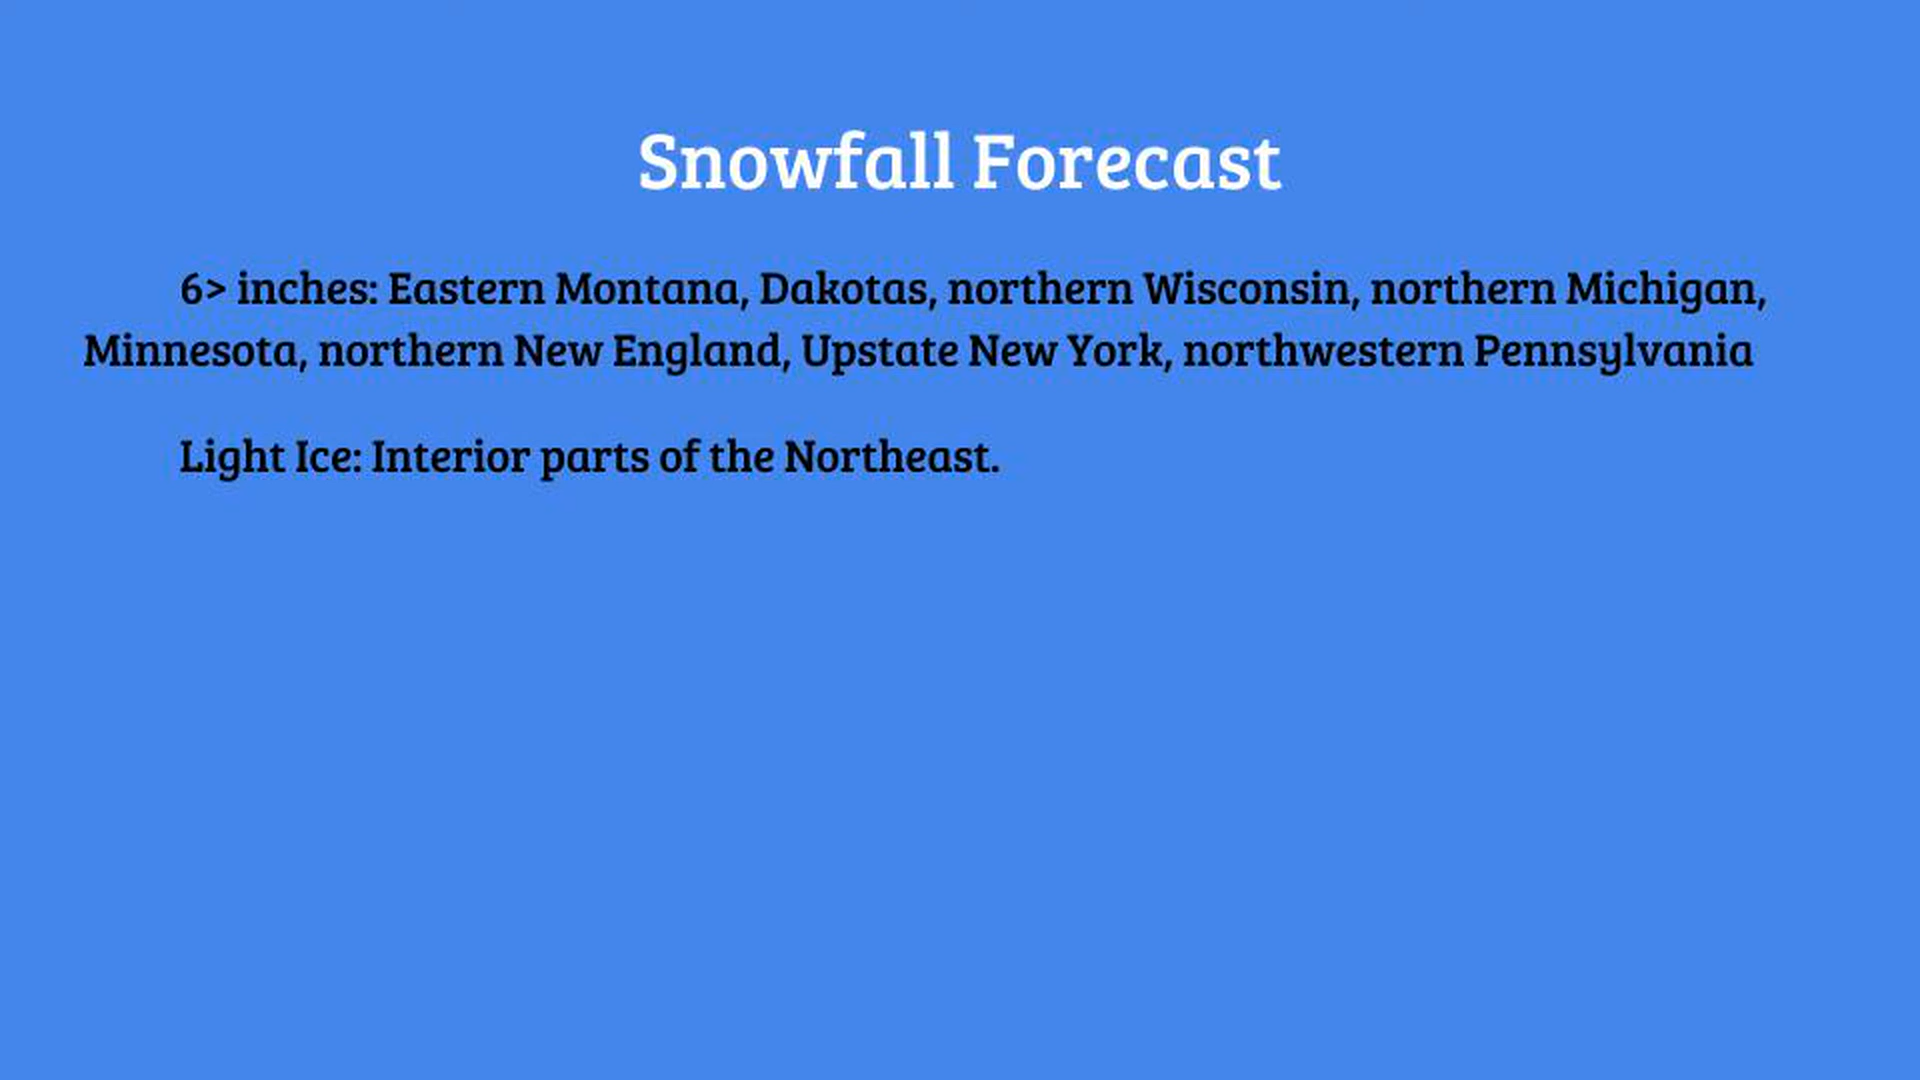 Snowfall Forecast
6> inches: Eastern Montana, Dakotas, northern Wisconsin, northern Michigan,
Minnesota, northern New England, Upstate New York, northwestern Pennsylvania
Light Ice: Interior parts of the Northeast.